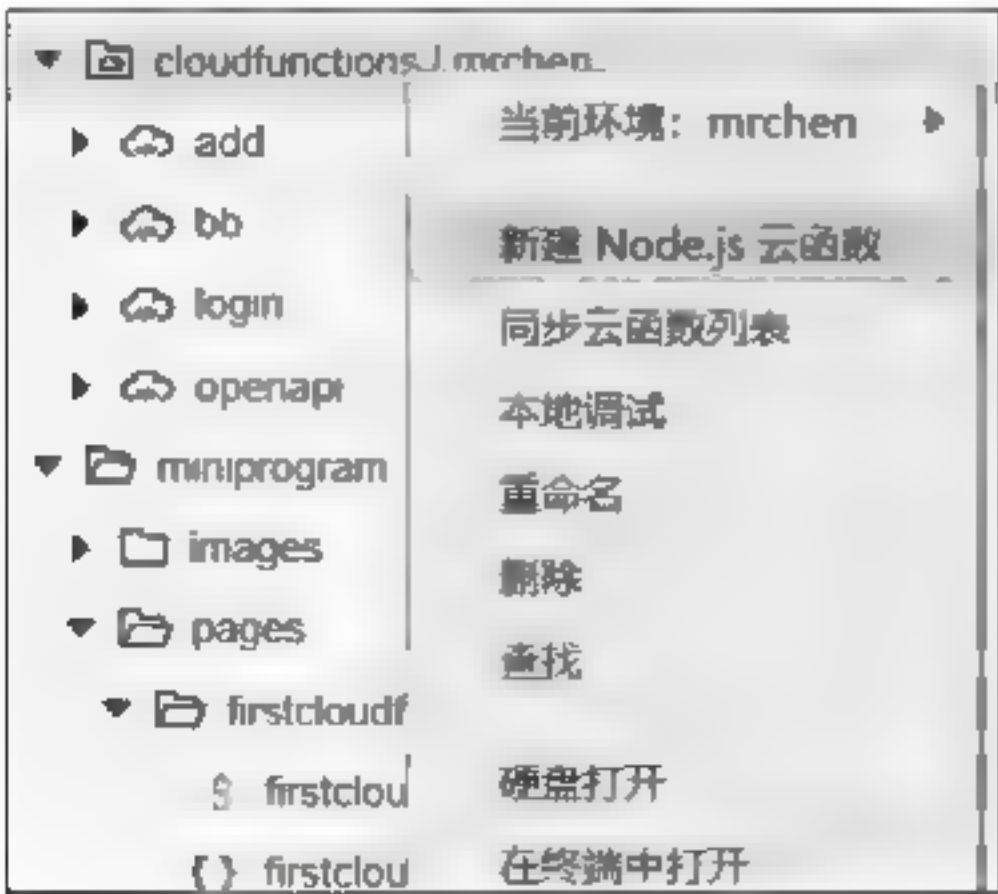 cloudfunctions | mrchen
add
bb
login
openapi
miniprogram
images
pages
firstcloudf
firstclou
{ } firstclou
当前环境：mrchen
新建 Node.js 云函数
同步云函数列表
本地调试
重命名
删除
查找
硬盘打开
在终端中打开